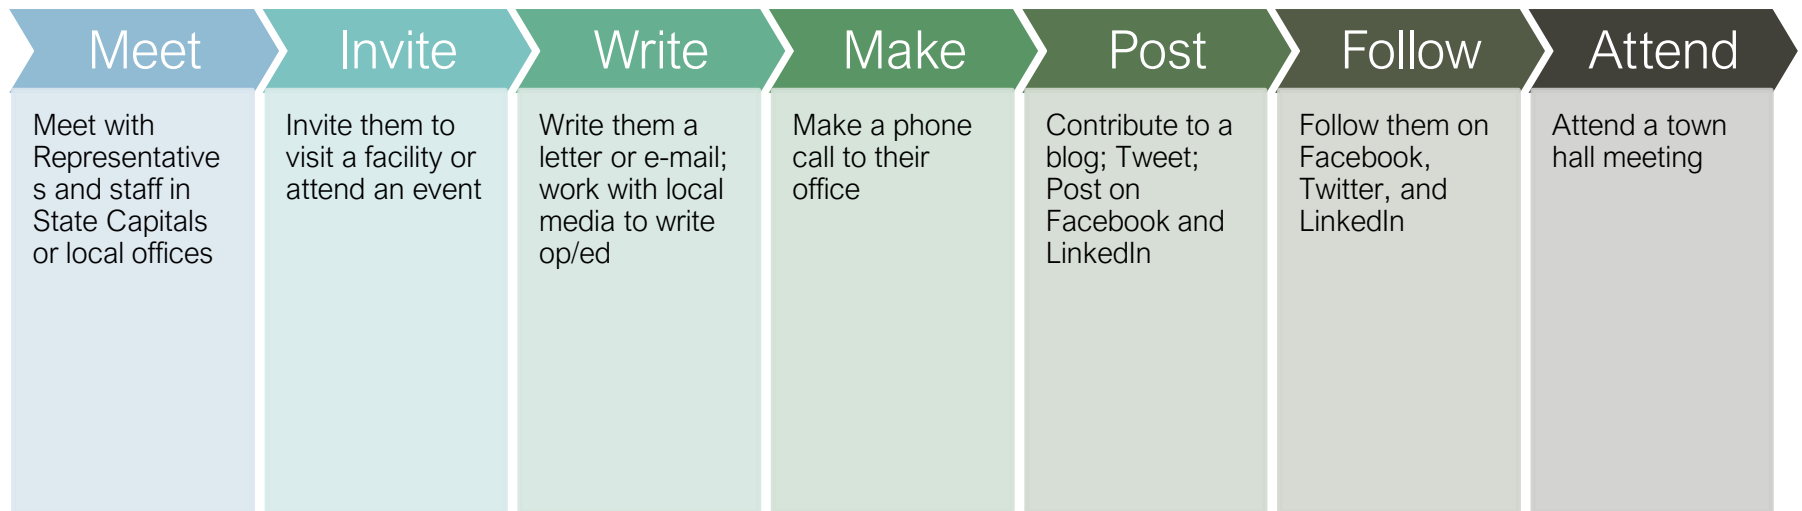 Meet
Invite
Write
Make
Post
Follow
Attend
Meet with
Representative
s and staff in
State Capitals
or local offices
Invite them to
visit a facility or
attend an event
Write them a
letter or e-mail;
work with local
media to write
op/ed
Make a phone
call to their
office
Contribute to a
blog; Tweet;
Post on
Facebook and
LinkedIn
Follow them on
Facebook,
Twitter, and
LinkedIn
Attend a town
hall meeting